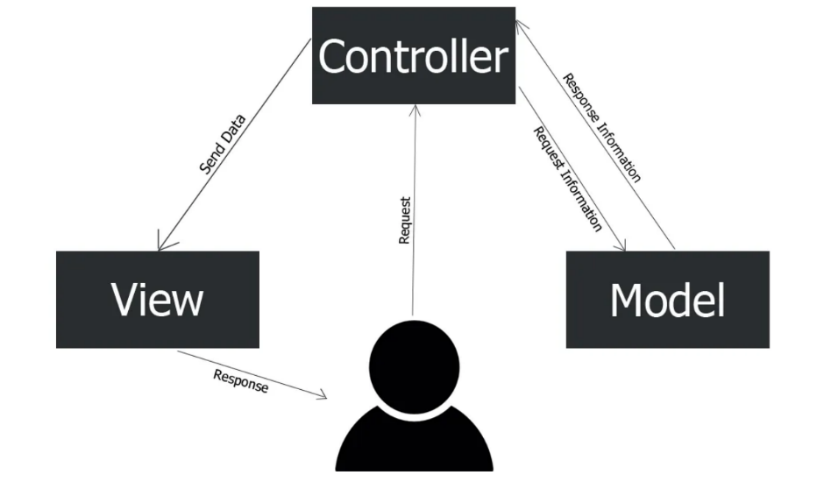 Controller
Send Data
Request
Request Information
Response Information
View
Model
Response